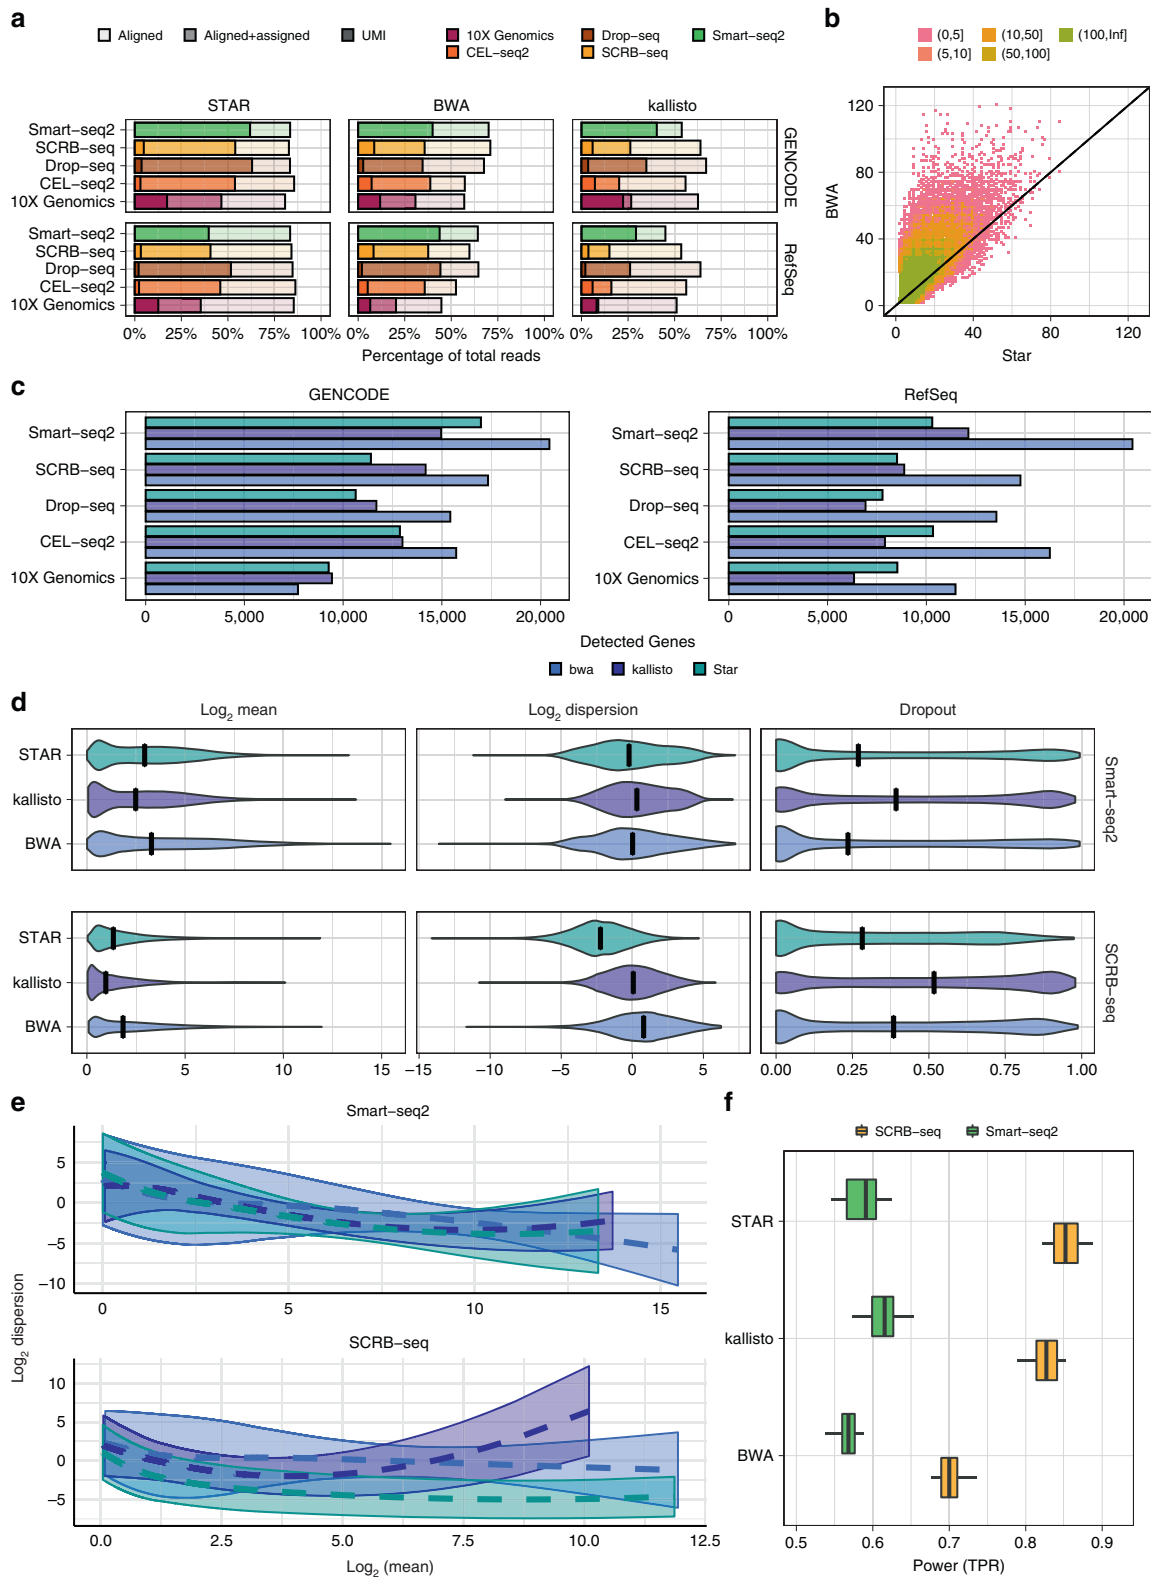 a
Aligned Aligned+assigned UMI 10X Genomics Drop−seq Smart−seq2
CEL−seq2 SCRB−seq
STAR BWA kallisto
Smart−seq2
SCRB−seq
Drop−seq
CEL−seq2
10X Genomics
GENCODE
Smart−seq2
SCRB−seq
Drop−seq
CEL−seq2
10X Genomics
RefSeq
0% 25% 50% 75% 100% 0% 25% 50% 75% 100% 0% 25% 50% 75% 100%
Percentage of total reads
b
(0,5] (10,50] (100,Inf]
(5,10] (50,100]
120
80
40
0
BWA
0 40 80 120
Star
c
GENCODE RefSeq
Smart−seq2 Smart−seq2
SCRB−seq SCRB−seq
Drop−seq Drop−seq
CEL−seq2 CEL−seq2
10X Genomics 10X Genomics
0 5,000 10,000 15,000 20,000 0 5,000 10,000 15,000 20,000
Detected Genes
bwa kallisto Star
d
Log2 mean Log2 dispersion Dropout
STAR
kallisto
BWA
Smart−seq2
STAR
kallisto
BWA
SCRB−seq
0 5 10 15 −15 −10 −5 0 5 0.00 0.25 0.50 0.75 1.00
e
Smart−seq2
5
0
−5
−10
0 5 10 15
Log2 dispersion
SCRB−seq
10
5
0
−5
0.0 2.5 5.0 7.5 10.0 12.5
Log2 (mean)
f
SCRB−seq Smart−seq2
STAR
kallisto
BWA
0.5 0.6 0.7 0.8 0.9
Power (TPR)